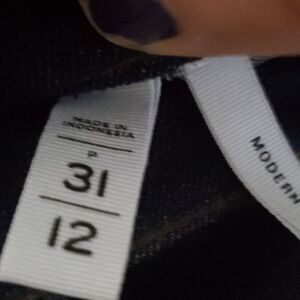 MADE IN
INDONESIA
P
31
12
MODERN